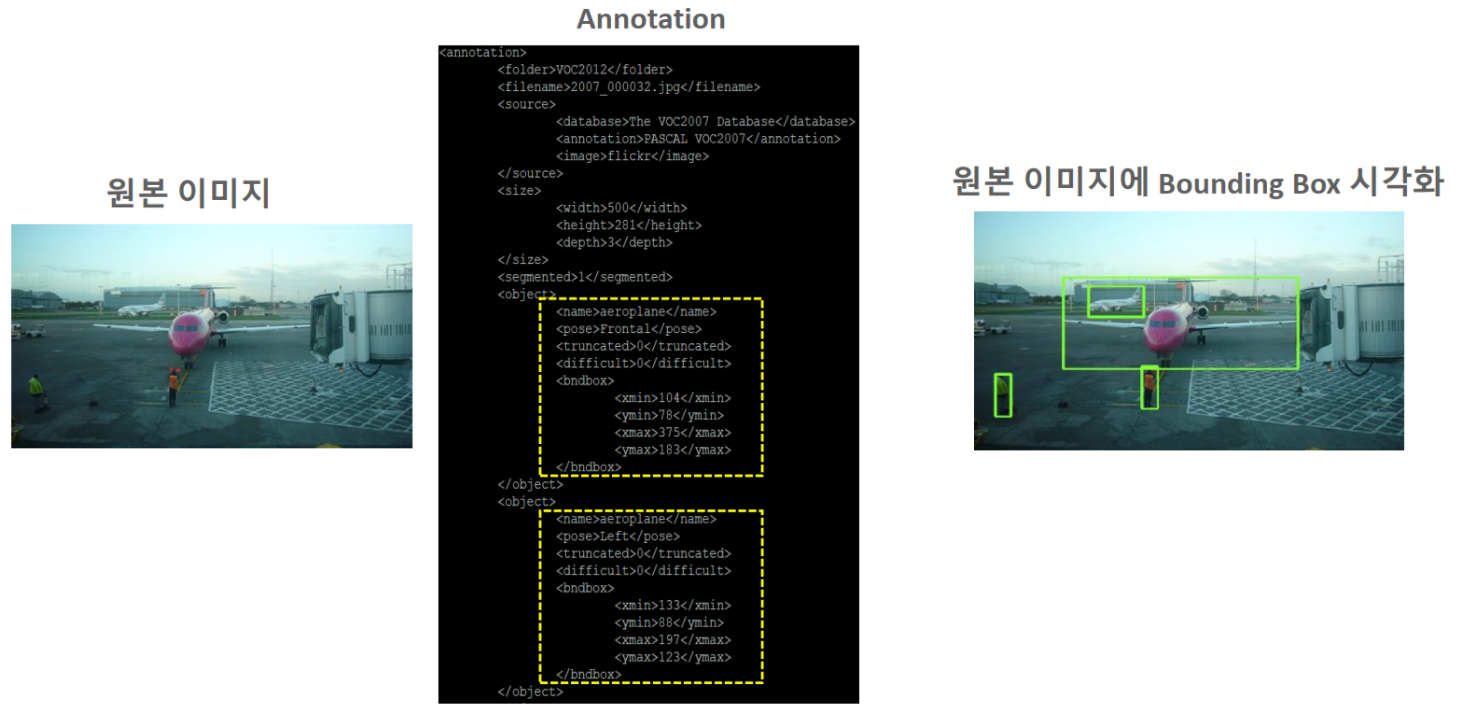 Annotation
<annotation>
<folder>VOC2012</folder>
<filename>2007_000032.jpg</filename>
<source>
<database>The VOC2007 Database</database>
<annotation>PASCAL VOC2007</annotation>
<image>flickr</image>
</source>
<size>
<width>500</width>
<height>281</height>
<depth>3</depth>
</size>
<segmented>1</segmented>
<object>
<name>aeroplane</name>
<pose>Frontal</pose>
<truncated>0</truncated>
<difficult>0</difficult>
<bndbox>
<xmin>104</xmin>
<ymin>78</ymin>
<xmax>375</xmax>
<ymax>183</ymax>
</bndbox>
</object>
<object>
<name>aeroplane</name>
<pose>Left</pose>
<truncated>0</truncated>
<difficult>0</difficult>
<bndbox>
<xmin>133</xmin>
<ymin>88</ymin>
<xmax>197</xmax>
<ymax>123</ymax>
</bndbox>
</object>
원본 이미지
원본 이미지에 Bounding Box 시각화